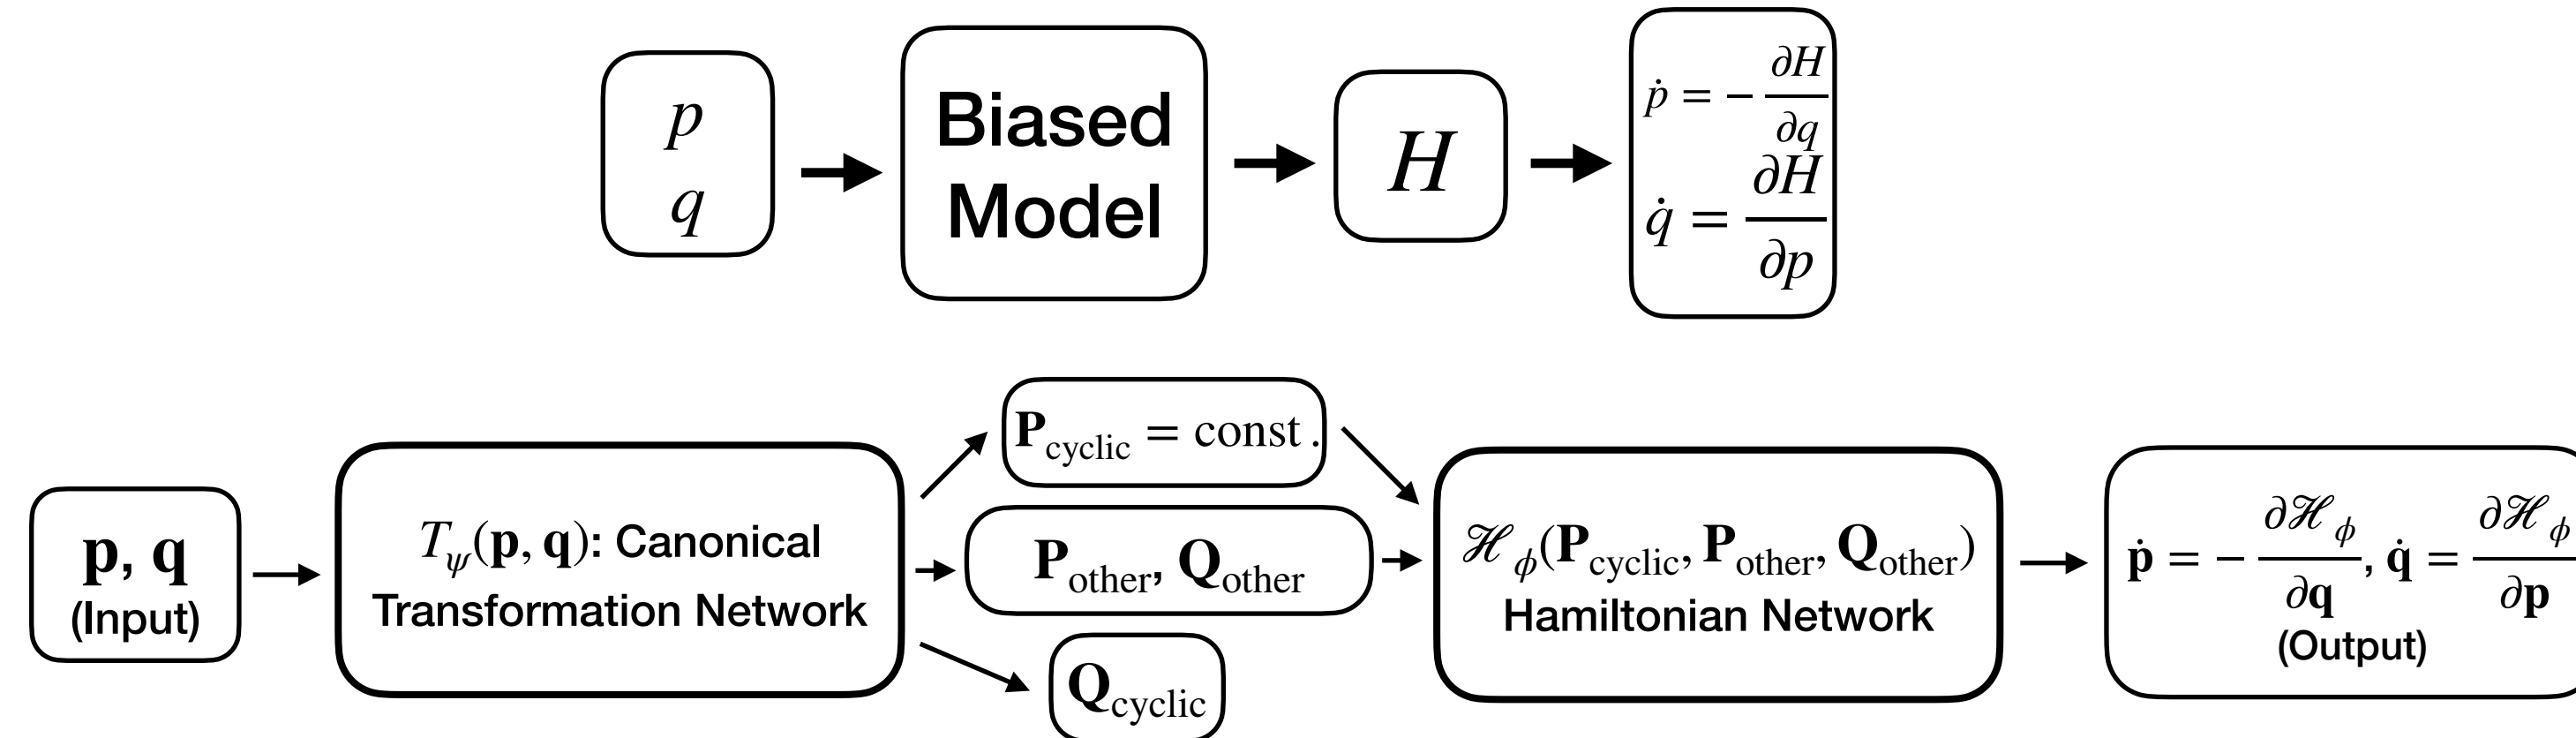 p
q
Biased
Model
H
ṗ = − ∂H/∂q
q̇ = ∂H/∂p
p, q
(Input)
T_ψ(p, q): Canonical
Transformation Network
P_cyclic = const.
P_other, Q_other
Q_cyclic
ℋ_ϕ(P_cyclic, P_other, Q_other)
Hamiltonian Network
ṗ = − ∂ℋ_ϕ/∂q, q̇ = ∂ℋ_ϕ/∂p
(Output)